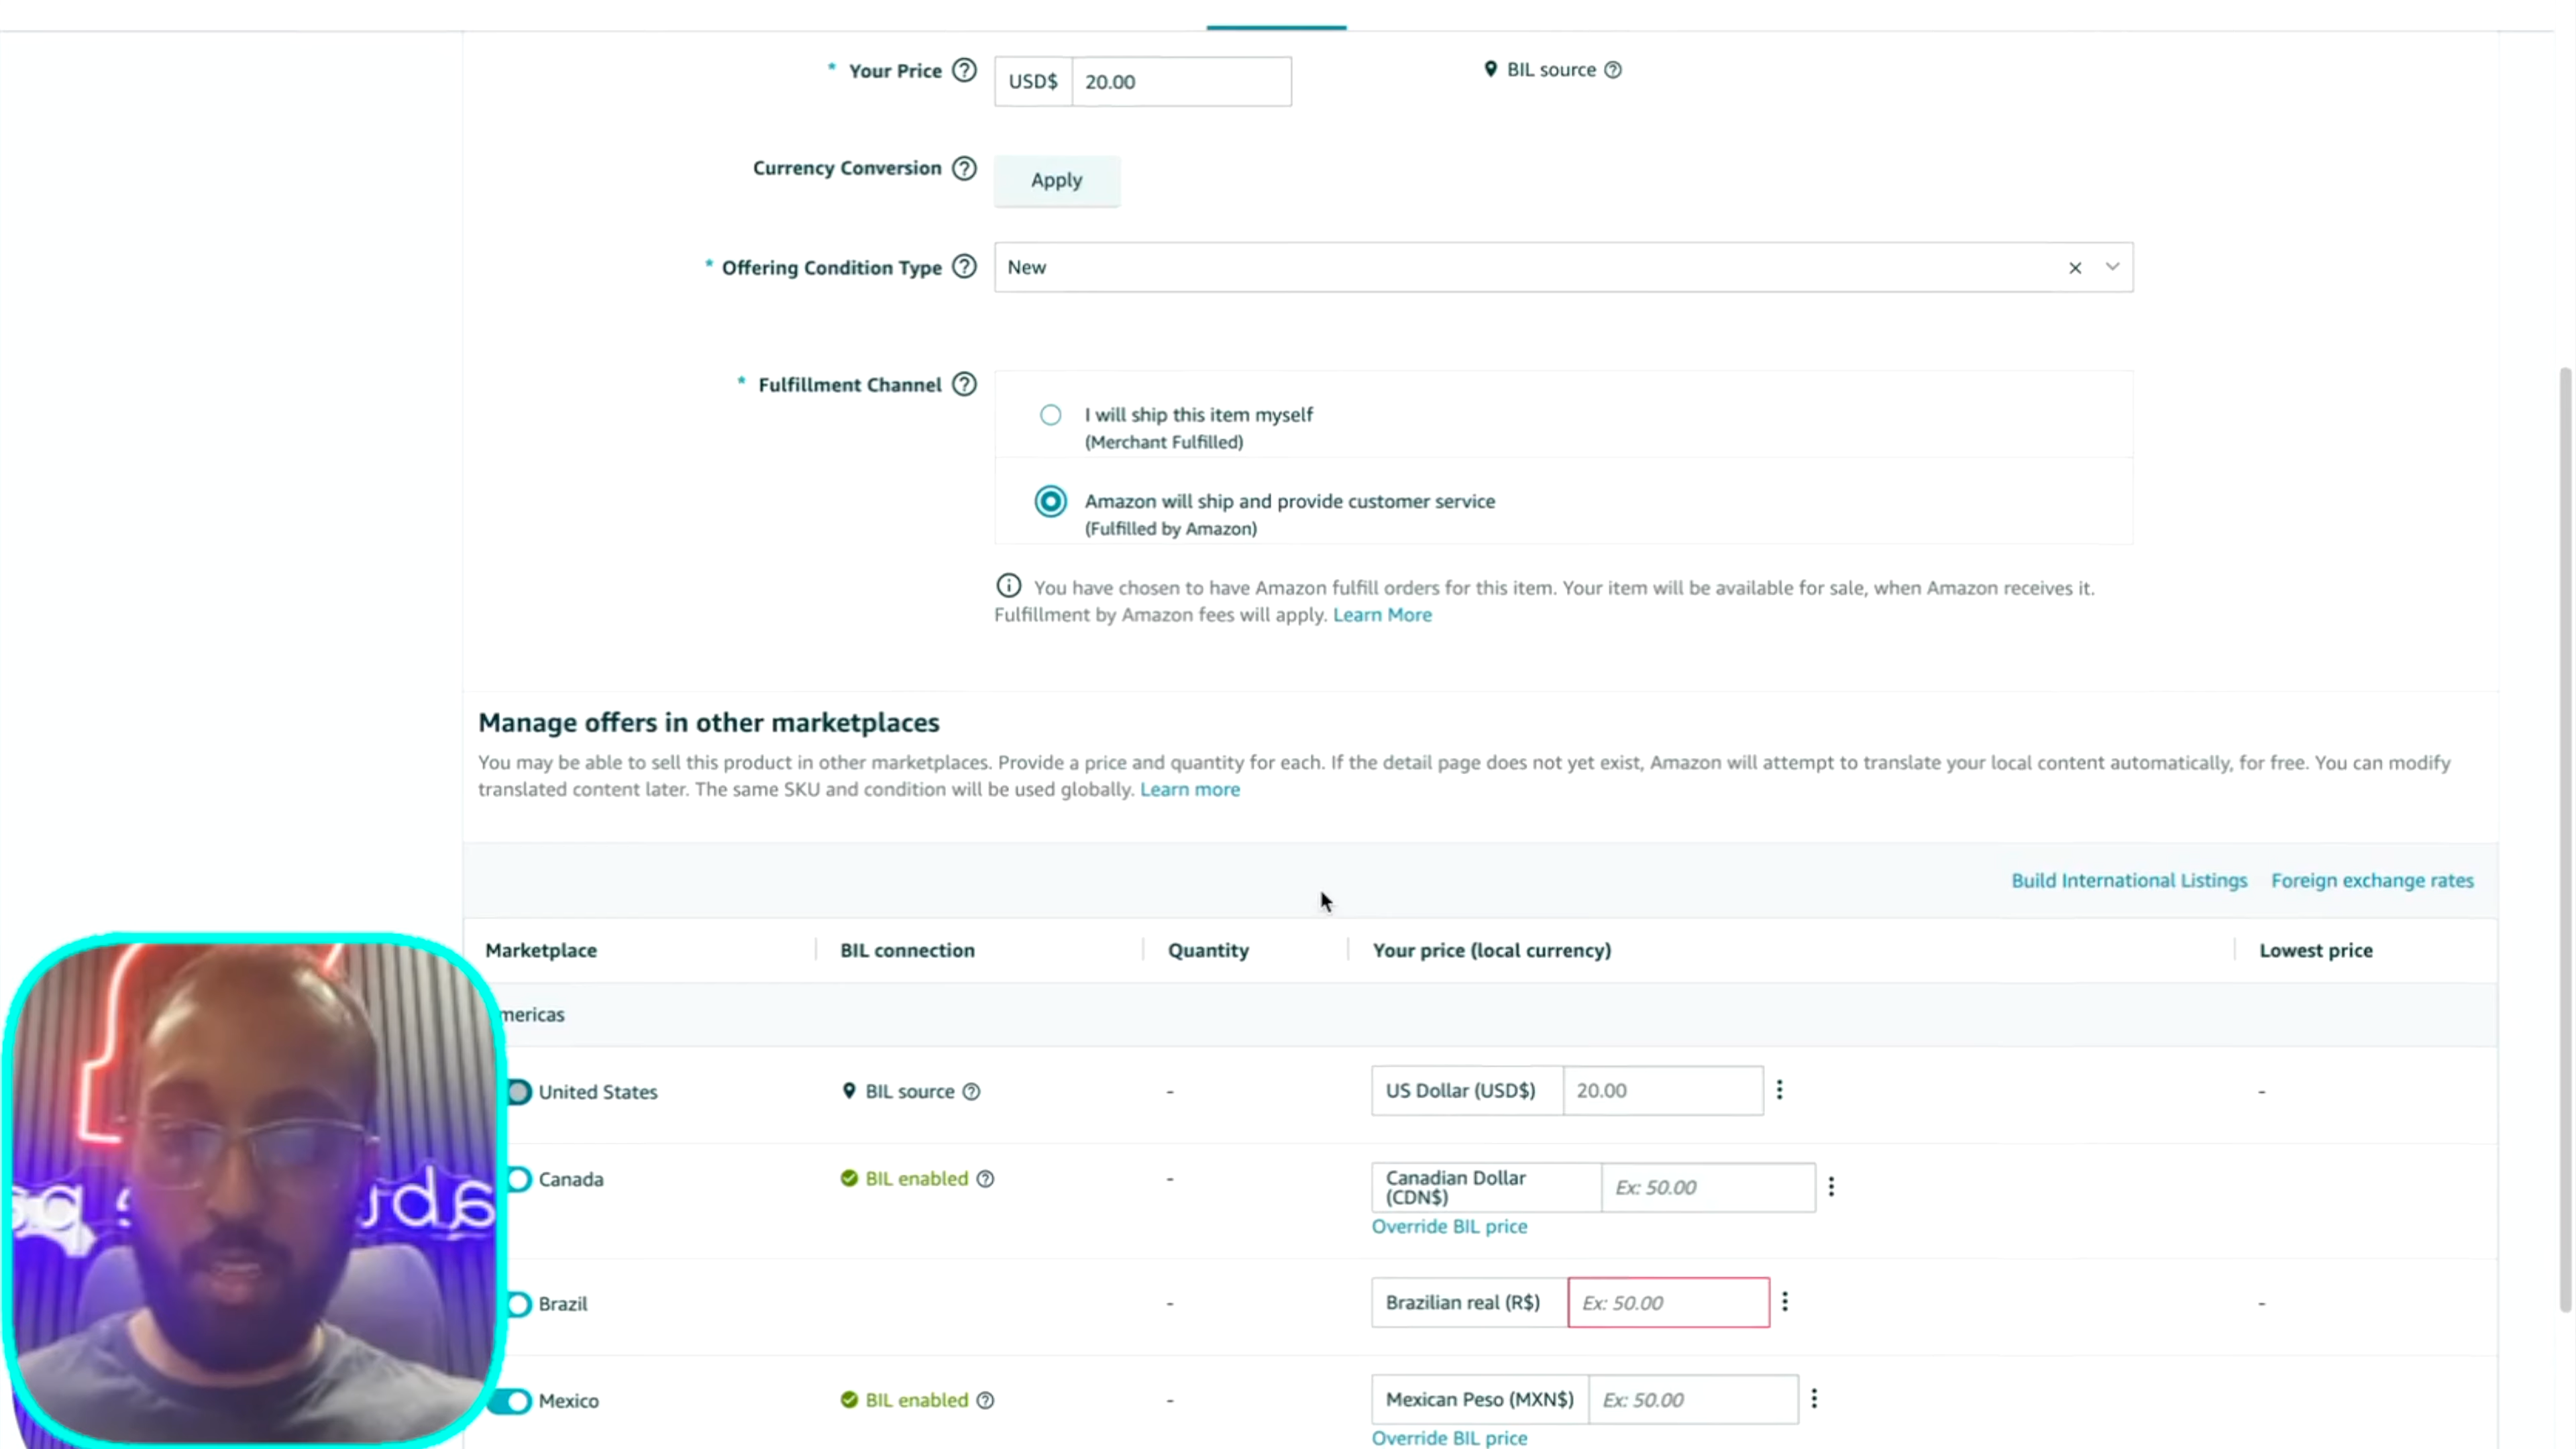 * Your Price
USD$ 20.00
BIL source
Currency Conversion
Apply
* Offering Condition Type
New
* Fulfillment Channel
I will ship this item myself
(Merchant Fulfilled)
Amazon will ship and provide customer service
(Fulfilled by Amazon)
You have chosen to have Amazon fulfill orders for this item. Your item will be available for sale, when Amazon receives it.
Fulfillment by Amazon fees will apply. Learn More
Manage offers in other marketplaces
You may be able to sell this product in other marketplaces. Provide a price and quantity for each. If the detail page does not yet exist, Amazon will attempt to translate your local content automatically, for free. You can modify
translated content later. The same SKU and condition will be used globally. Learn more
Build International Listings Foreign exchange rates
Marketplace BIL connection Quantity Your price (local currency) Lowest price
mericas
United States BIL source - US Dollar (USD$) 20.00 -
Canada BIL enabled - Canadian Dollar (CDN$) Ex: 50.00
Override BIL price
Brazil - Brazilian real (R$) Ex: 50.00 -
Mexico BIL enabled - Mexican Peso (MXN$) Ex: 50.00
Override BIL price